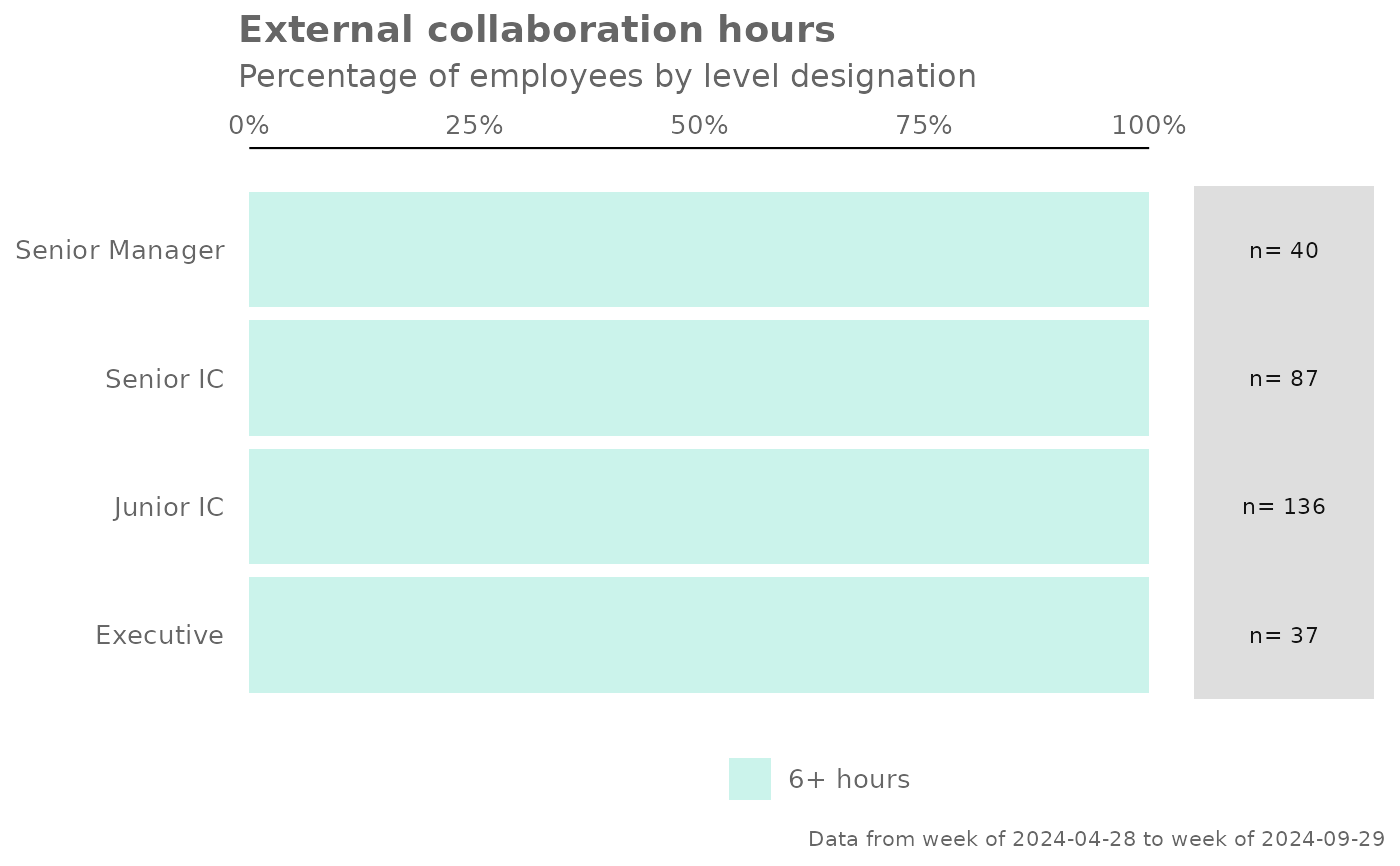 External collaboration hours
Percentage of employees by level designation
0% 25% 50% 75% 100%
Senior Manager n= 40
Senior IC n= 87
Junior IC n= 136
Executive n= 37
6+ hours
Data from week of 2024-04-28 to week of 2024-09-29